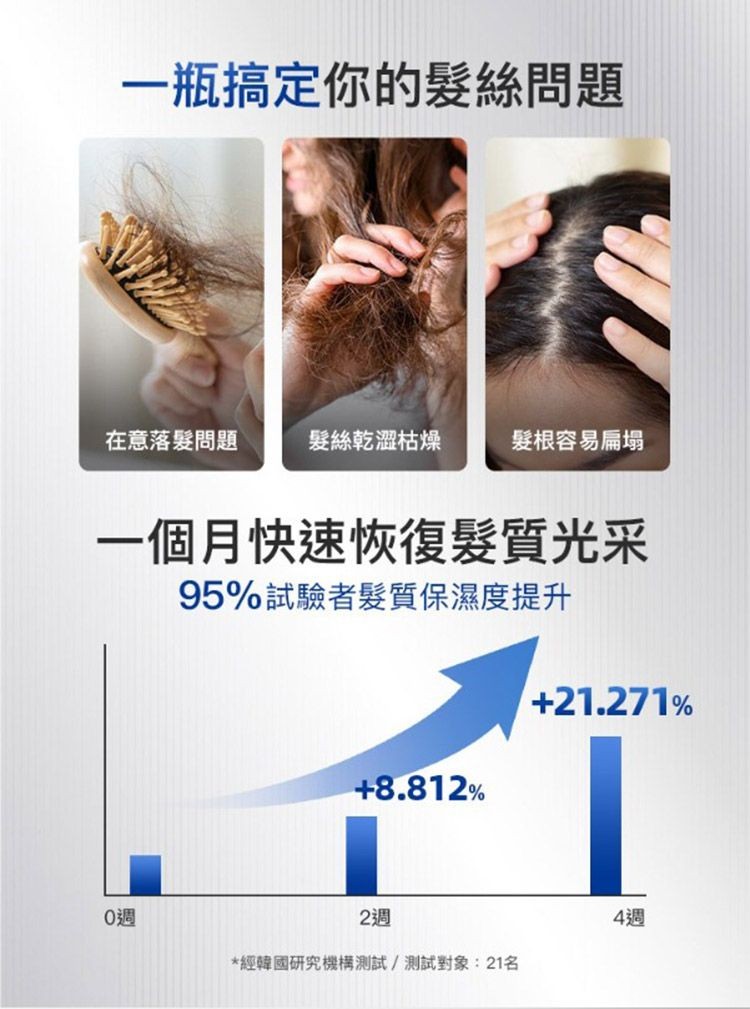 一瓶搞定你的髮絲問題
在意落髮問題
髮絲乾澀枯燥
髮根容易扁塌
一個月快速恢復髮質光采
95%試驗者髮質保濕度提升
+21.271%
+8.812%
0週
2週
4週
*經韓國研究機構測試 / 測試對象：21名